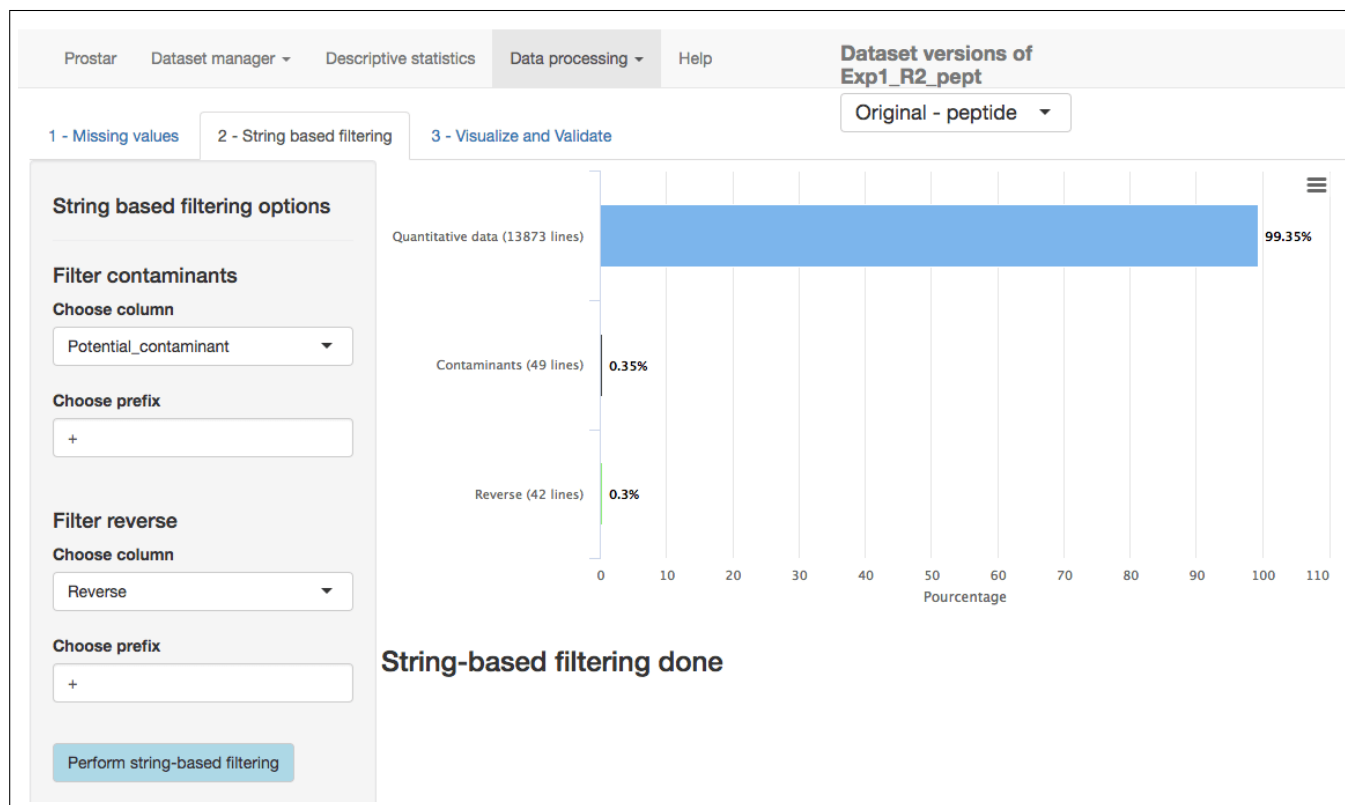 Prostar Dataset manager Descriptive statistics Data processing Help
Dataset versions of
Exp1_R2_pept
Original - peptide
1 - Missing values 2 - String based filtering 3 - Visualize and Validate
String based filtering options
Filter contaminants
Choose column
Potential_contaminant
Choose prefix
+
Filter reverse
Choose column
Reverse
Choose prefix
+
Perform string-based filtering
Quantitative data (13873 lines) 99.35%
Contaminants (49 lines) 0.35%
Reverse (42 lines) 0.3%
0 10 20 30 40 50 60 70 80 90 100 110
Pourcentage
String-based filtering done